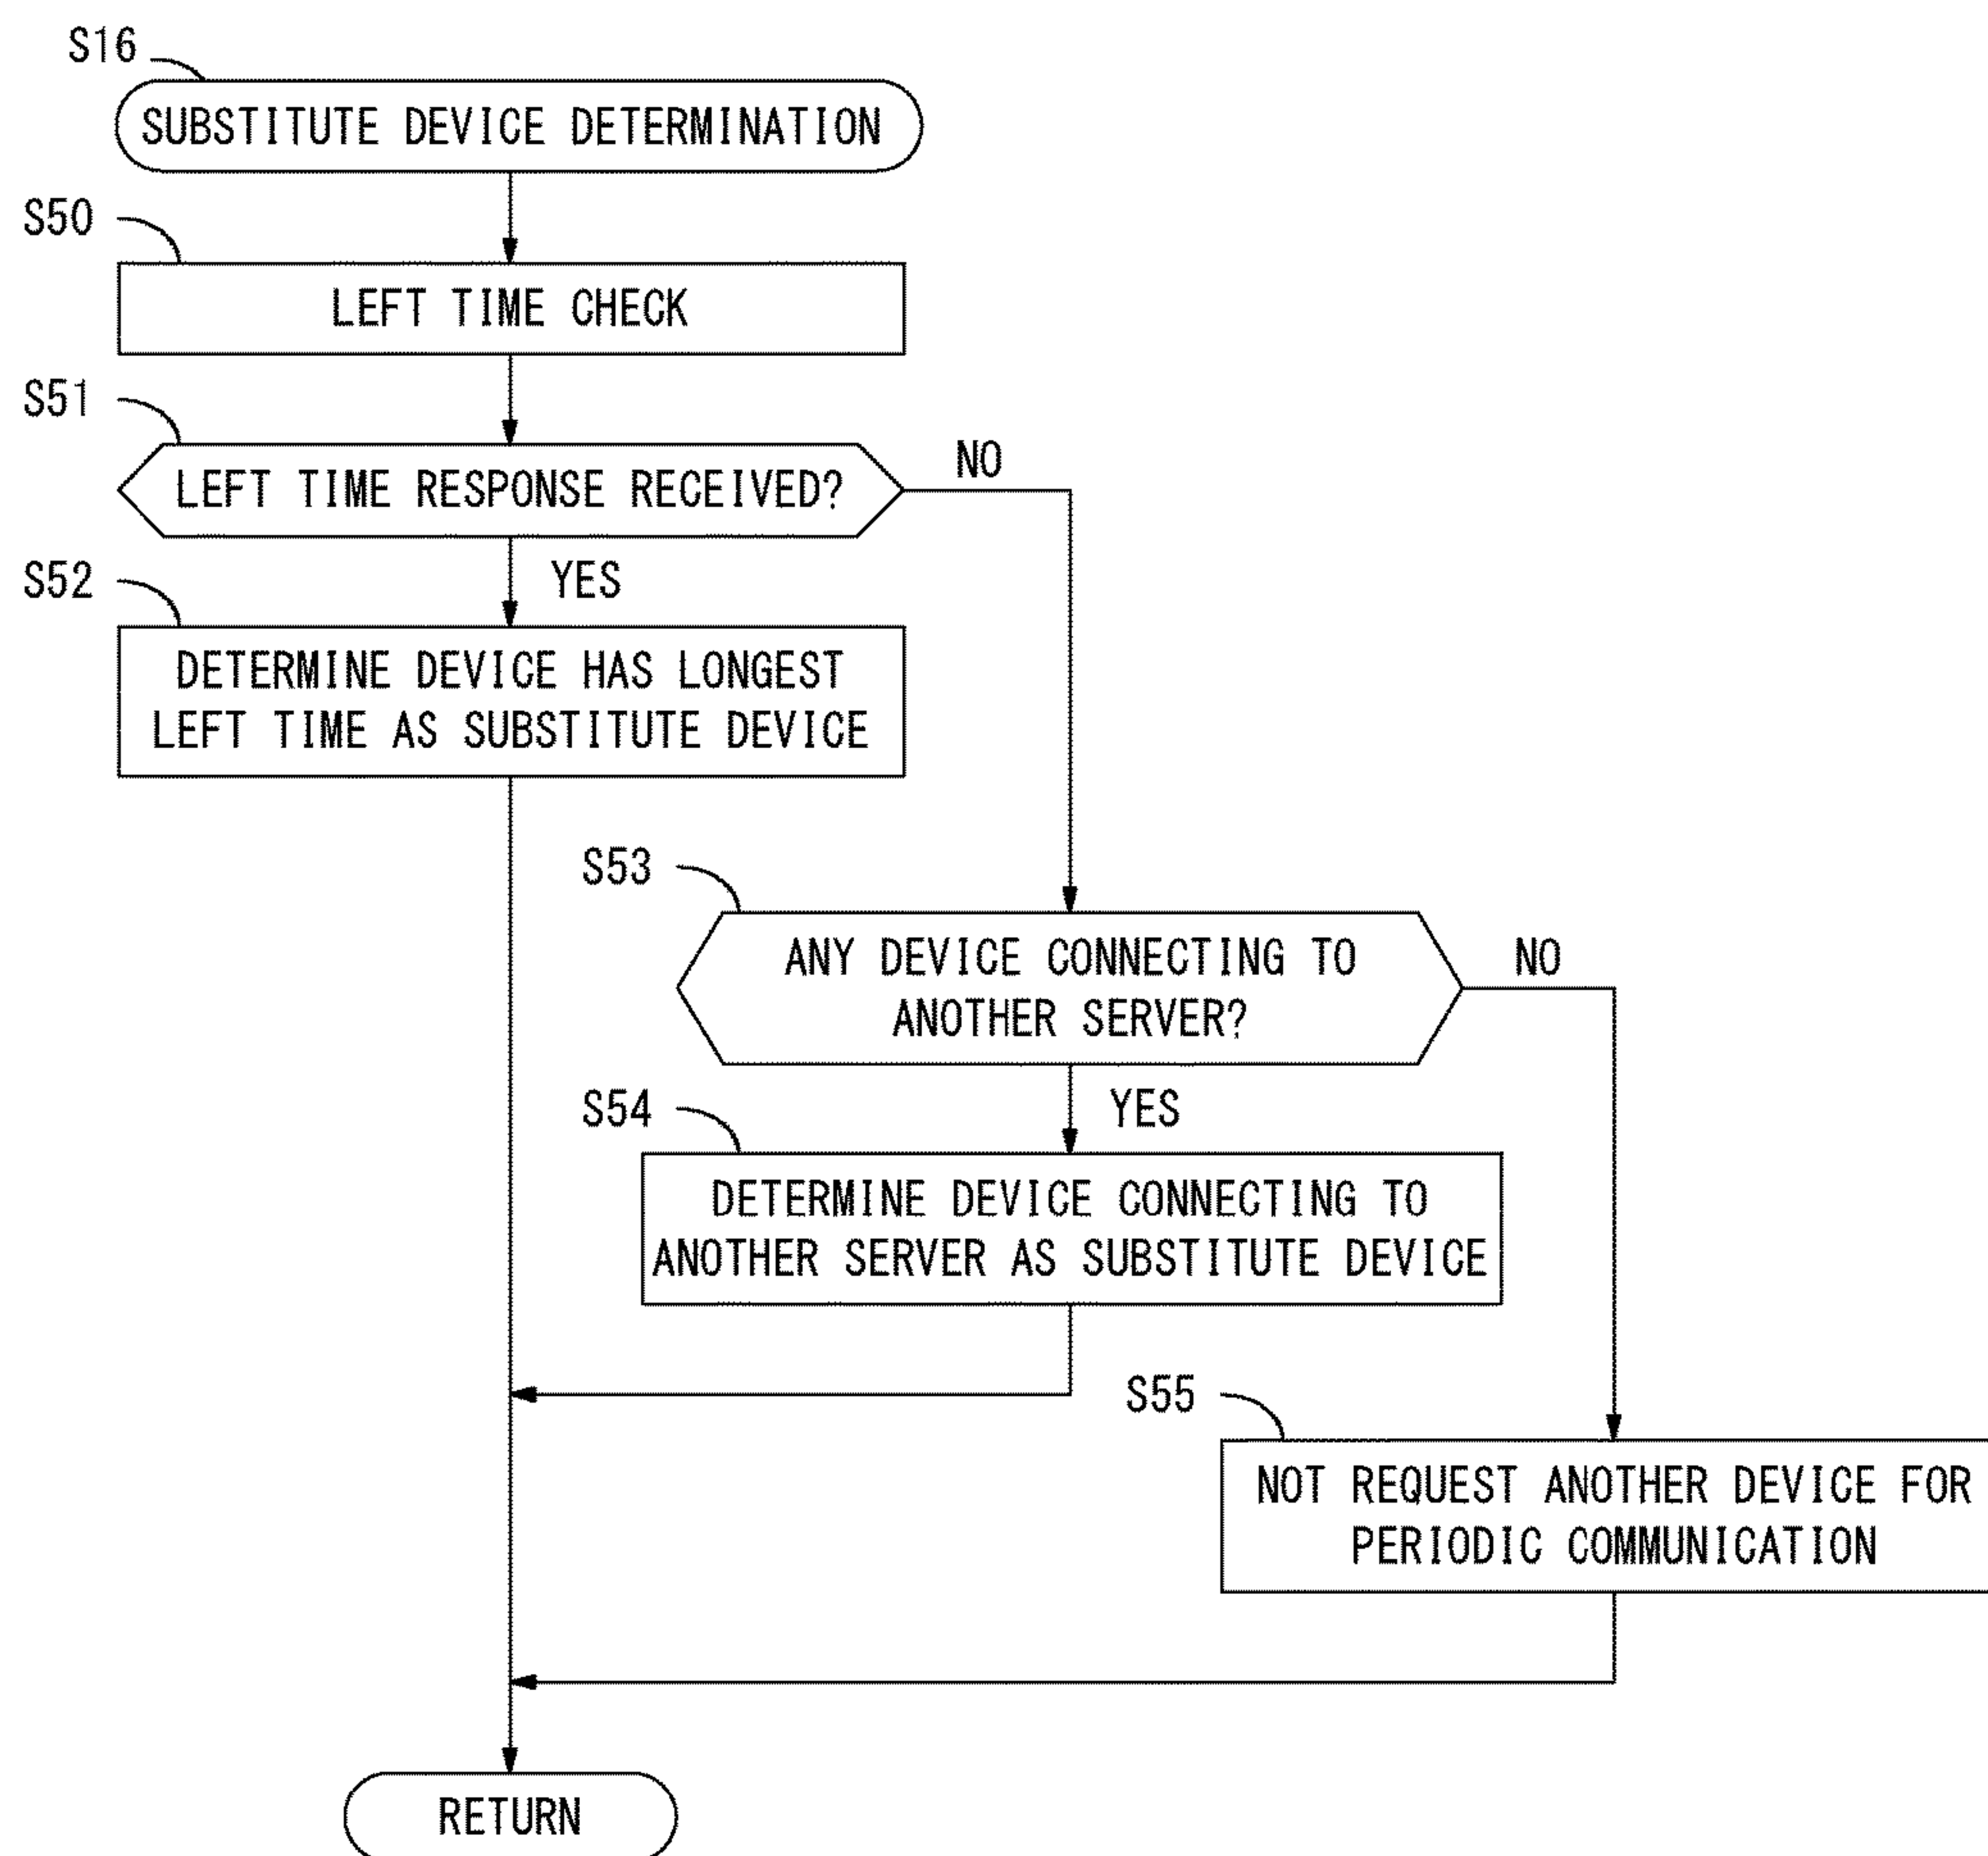 S16
SUBSTITUTE DEVICE DETERMINATION
S50
LEFT TIME CHECK
S51
LEFT TIME RESPONSE RECEIVED?
NO
YES
S52
DETERMINE DEVICE HAS LONGEST
LEFT TIME AS SUBSTITUTE DEVICE
S53
ANY DEVICE CONNECTING TO
ANOTHER SERVER?
NO
YES
S54
DETERMINE DEVICE CONNECTING TO
ANOTHER SERVER AS SUBSTITUTE DEVICE
S55
NOT REQUEST ANOTHER DEVICE FOR
PERIODIC COMMUNICATION
RETURN